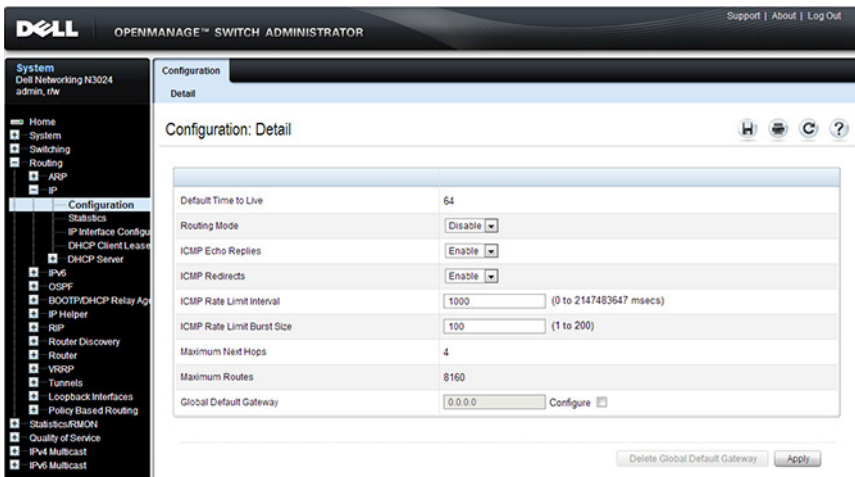 Support | About | Log Out
DELL OPENMANAGE™ SWITCH ADMINISTRATOR
System
Dell Networking N3024
admin, r/w
Home
System
Switching
Routing
ARP
IP
Configuration
Statistics
IP Interface Configu
DHCP Client Lease
DHCP Server
IPv6
OSPF
BOOTP/DHCP Relay Age
IP Helper
RIP
Router Discovery
Router
VRRP
Tunnels
Loopback Interfaces
Policy Based Routing
Statistics/RMON
Quality of Service
IPv4 Multicast
IPv6 Multicast
Configuration
Detail
Configuration: Detail
Default Time to Live 64
Routing Mode Disable
ICMP Echo Replies Enable
ICMP Redirects Enable
ICMP Rate Limit Interval 1000 (0 to 2147483647 msecs)
ICMP Rate Limit Burst Size 100 (1 to 200)
Maximum Next Hops 4
Maximum Routes 8160
Global Default Gateway 0.0.0.0 Configure
Delete Global Default Gateway Apply